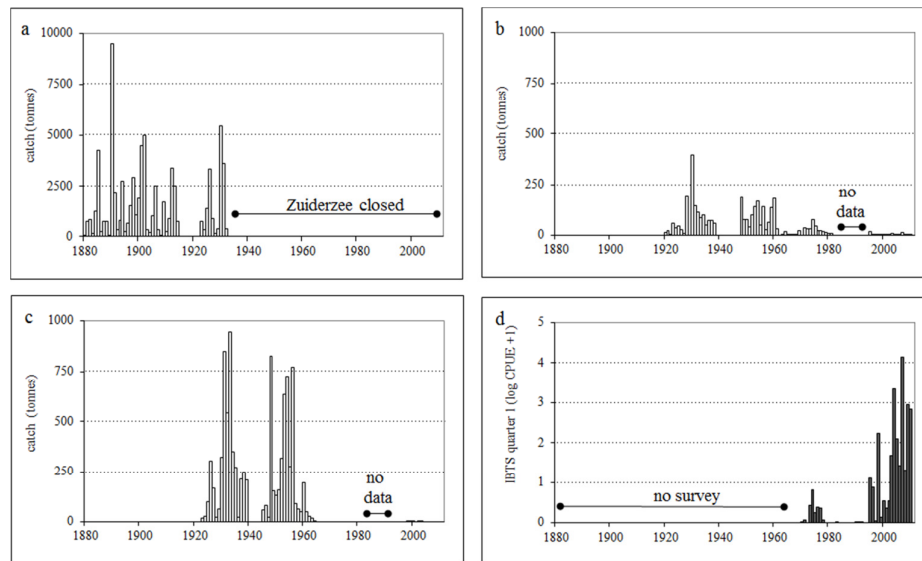 a
10000
7500
5000
2500
0
catch (tonnes)
Zuiderzee closed
1880 1900 1920 1940 1960 1980 2000
b
1000
750
500
250
0
catch (tonnes)
no
data
1880 1900 1920 1940 1960 1980 2000
c
1000
750
500
250
0
catch (tonnes)
no
data
1880 1900 1920 1940 1960 1980 2000
d
5
4
3
2
1
0
IBTS quarter 1 (log CPUE +1)
no survey
1880 1900 1920 1940 1960 1980 2000